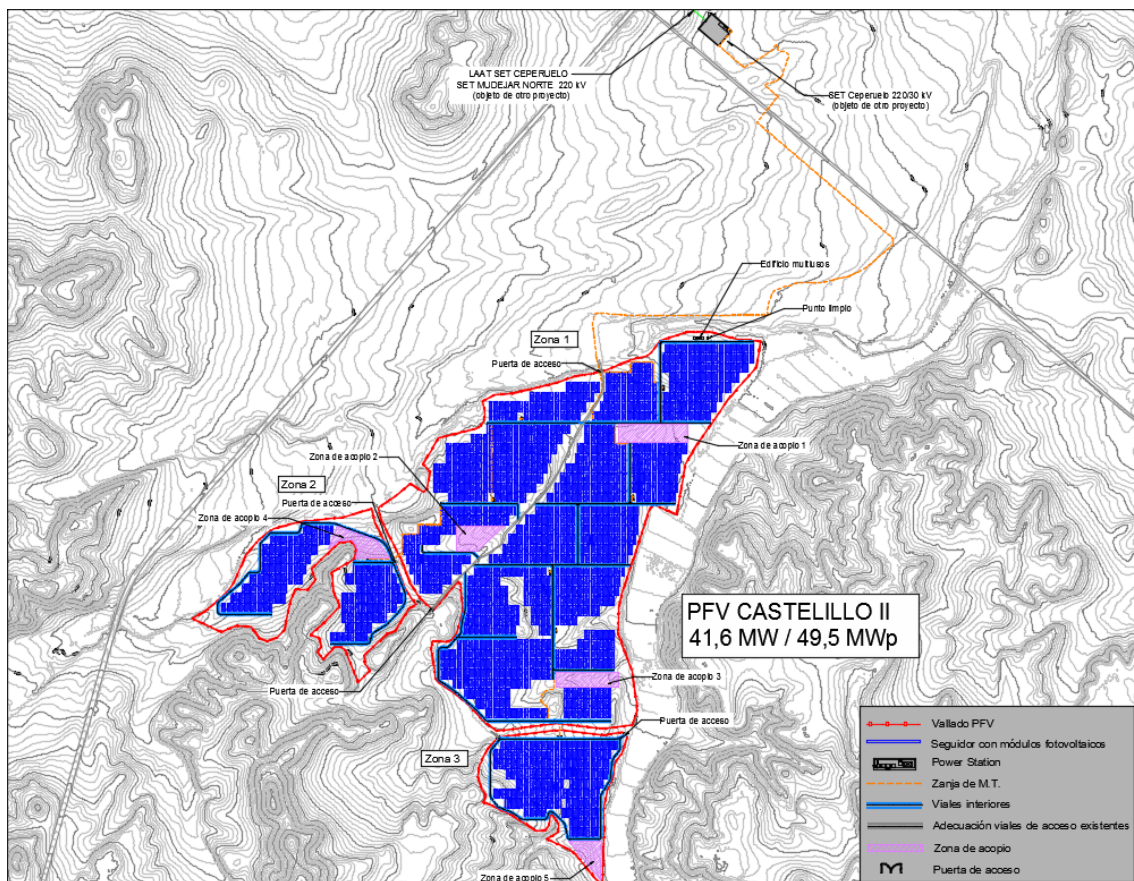 LAAT SET CEPERUELO
SET MUDEJAR NORTE 220 kV
(objeto de otro proyecto)
SET Ceperuelo 220/30 kV
(objeto de otro proyecto)
Edificio multiusos
Punto limpio
Zona 1
Puerta de acceso
Zona de acopio 1
Zona de acopio 2
Zona 2
Puerta de acceso
Zona de acopio 4
PFV CASTELILLO II
41,6 MW / 49,5 MWp
Zona de acopio 3
Puerta de acceso
Puerta de acceso
Zona 3
Zona de acopio 5
Vallado PFV
Seguidor con módulos fotovoltaicos
Power Station
Zanja de M.T.
Viales interiores
Adecuación viales de acceso existentes
Zona de acopio
Puerta de acceso